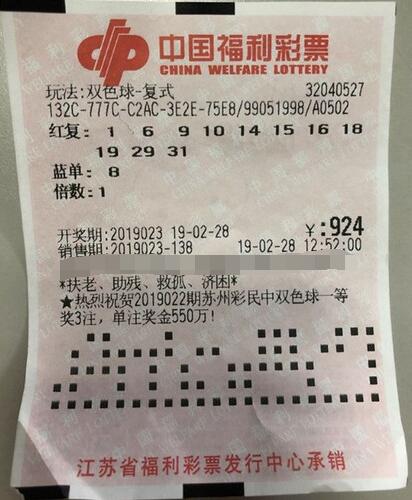 中国福利彩票
CHINA WELFARE LOTTERY
玩法:双色球-复式 32040527
132C-777C-C2AC-3E2E-75E8/99051998/A0502
红复: 1 6 9 10 14 15 16 18
19 29 31
蓝单: 8
倍数:1
开奖期:2019023 19-02-28 ¥:924
销售期:2019023-138 19-02-28 12:52:00
*扶老、助残、救孤、济困*
★热烈祝贺2019022期苏州彩民中双色球一等
奖3注，单注奖金550万!
江苏省福利彩票发行中心承销